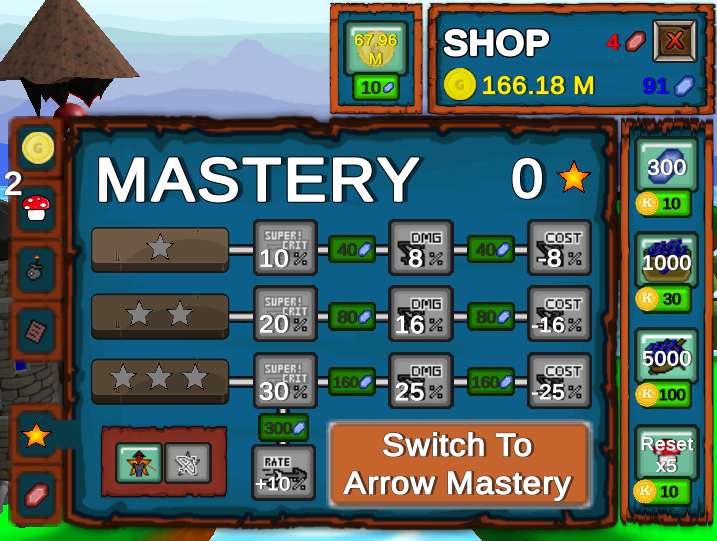 67.96
M
10
SHOP
4
G 166.18 M
91
G
2
MASTERY 0
SUPER!
CRIT
10 %
40
DMG
8 %
40
COST
-8 %
SUPER!
CRIT
20 %
80
DMG
16 %
80
COST
-16 %
SUPER!
CRIT
30 %
160
DMG
25 %
160
COST
-25 %
300
RATE
+10%
Switch To
Arrow Mastery
300
K 10
1000
K 30
5000
K 100
Reset
x5
K 10